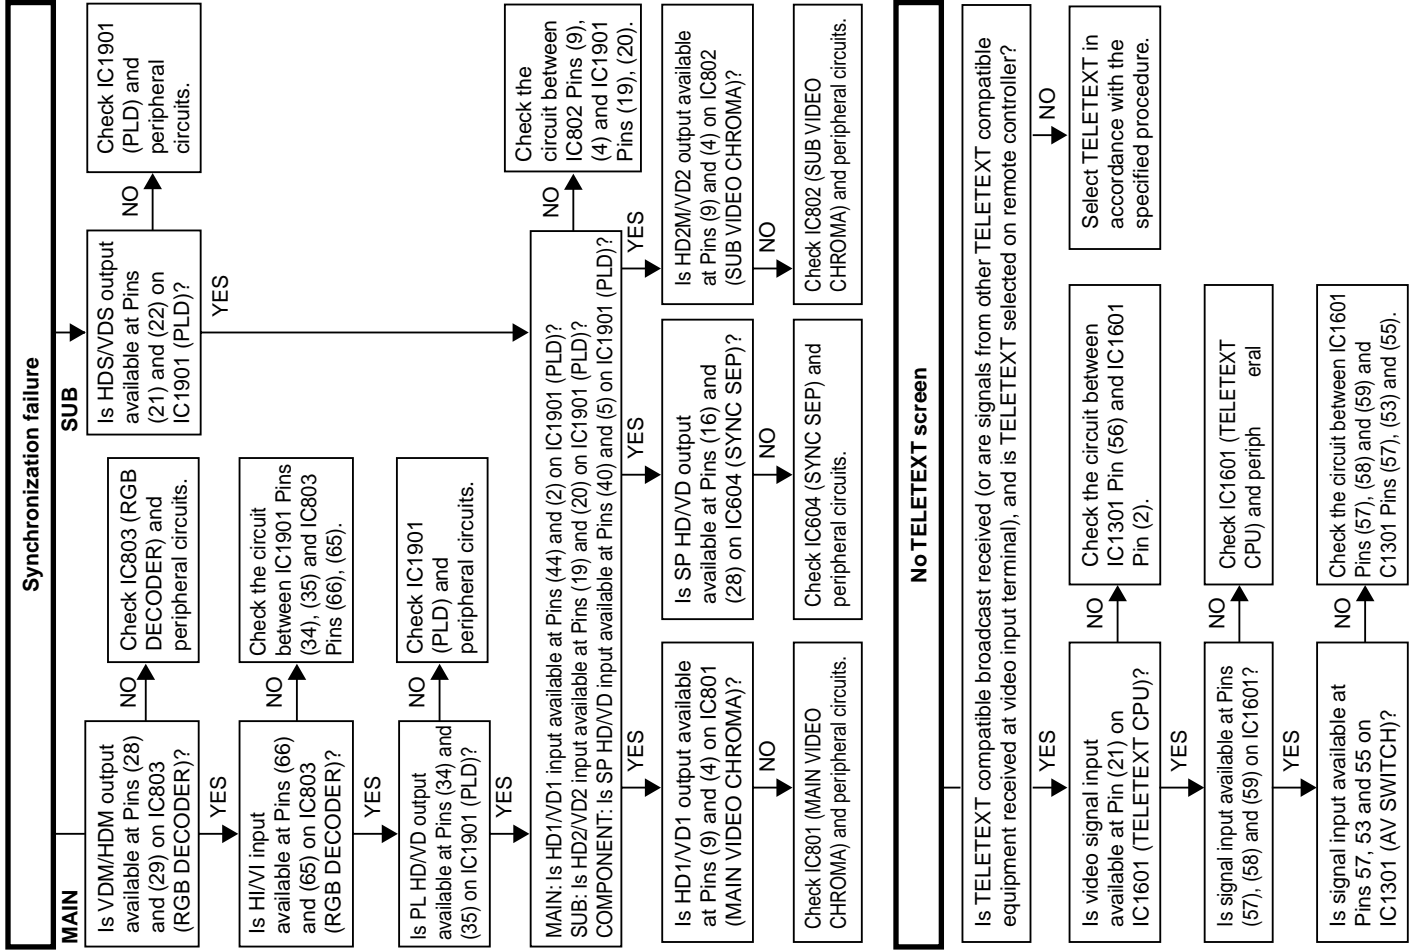 Synchronization failure
MAIN
Is VDM/HDM output
available at Pins (28)
and (29) on IC803
(RGB DECODER)?
NO
Check IC803 (RGB
DECODER) and
peripheral circuits.
YES
Is HI/VI input
available at Pins (66)
and (65) on IC803
(RGB DECODER)?
NO
Check the circuit
between IC1901 Pins
(34), (35) and IC803
Pins (66), (65).
YES
Is PL HD/VD output
available at Pins (34) and
(35) on IC1901 (PLD)?
NO
Check IC1901
(PLD) and
peripheral circuits.
YES
SUB
Is HDS/VDS output
available at Pins
(21) and (22) on
IC1901 (PLD)?
NO
Check IC1901
(PLD) and
peripheral
circuits.
YES
MAIN: Is HD1/VD1 input available at Pins (44) and (2) on IC1901 (PLD)?
SUB: Is HD2/VD2 input available at Pins (19) and (20) on IC1901 (PLD)?
COMPONENT: Is SP HD/VD input available at Pins (40) and (5) on IC1901 (PLD)?
NO
Check the
circuit between
IC802 Pins (9),
(4) and IC1901
Pins (19), (20).
YES
Is HD1/VD1 output available
at Pins (9) and (4) on IC801
(MAIN VIDEO CHROMA)?
NO
Check IC801 (MAIN VIDEO
CHROMA) and peripheral circuits.
YES
Is SP HD/VD output
available at Pins (16) and
(28) on IC604 (SYNC SEP)?
NO
Check IC604 (SYNC SEP) and
peripheral circuits.
YES
Is HD2M/VD2 output available
at Pins (9) and (4) on IC802
(SUB VIDEO CHROMA)?
NO
Check IC802 (SUB VIDEO
CHROMA) and peripheral circuits.
No TELETEXT screen
Is TELETEXT compatible broadcast received (or are signals from other TELETEXT compatible
equipment received at video input terminal), and is TELETEXT selected on remote controller?
NO
Select TELETEXT in
accordance with the
specified procedure.
YES
Is video signal input
available at Pin (21) on
IC1601 (TELETEXT CPU)?
NO
Check the circuit between
IC1301 Pin (56) and IC1601
Pin (2).
YES
Is signal input available at Pins
(57), (58) and (59) on IC1601?
NO
Check IC1601 (TELETEXT
CPU) and periph eral
YES
Is signal input available at
Pins 57, 53 and 55 on
IC1301 (AV SWITCH)?
NO
Check the circuit between IC1601
Pins (57), (58) and (59) and
C1301 Pins (57), (53) and (55).